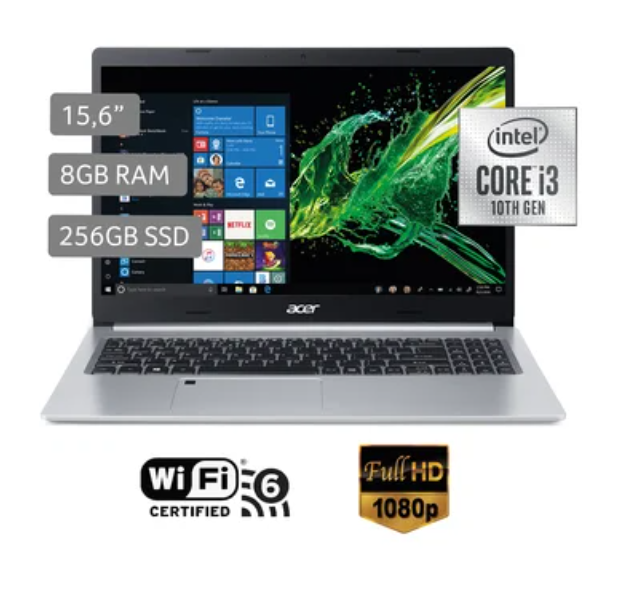 15,6”
8GB RAM
256GB SSD
intel
CORE i3
10TH GEN
NETFLIX
acer
Wi Fi 6
CERTIFIED
Full HD
1080p